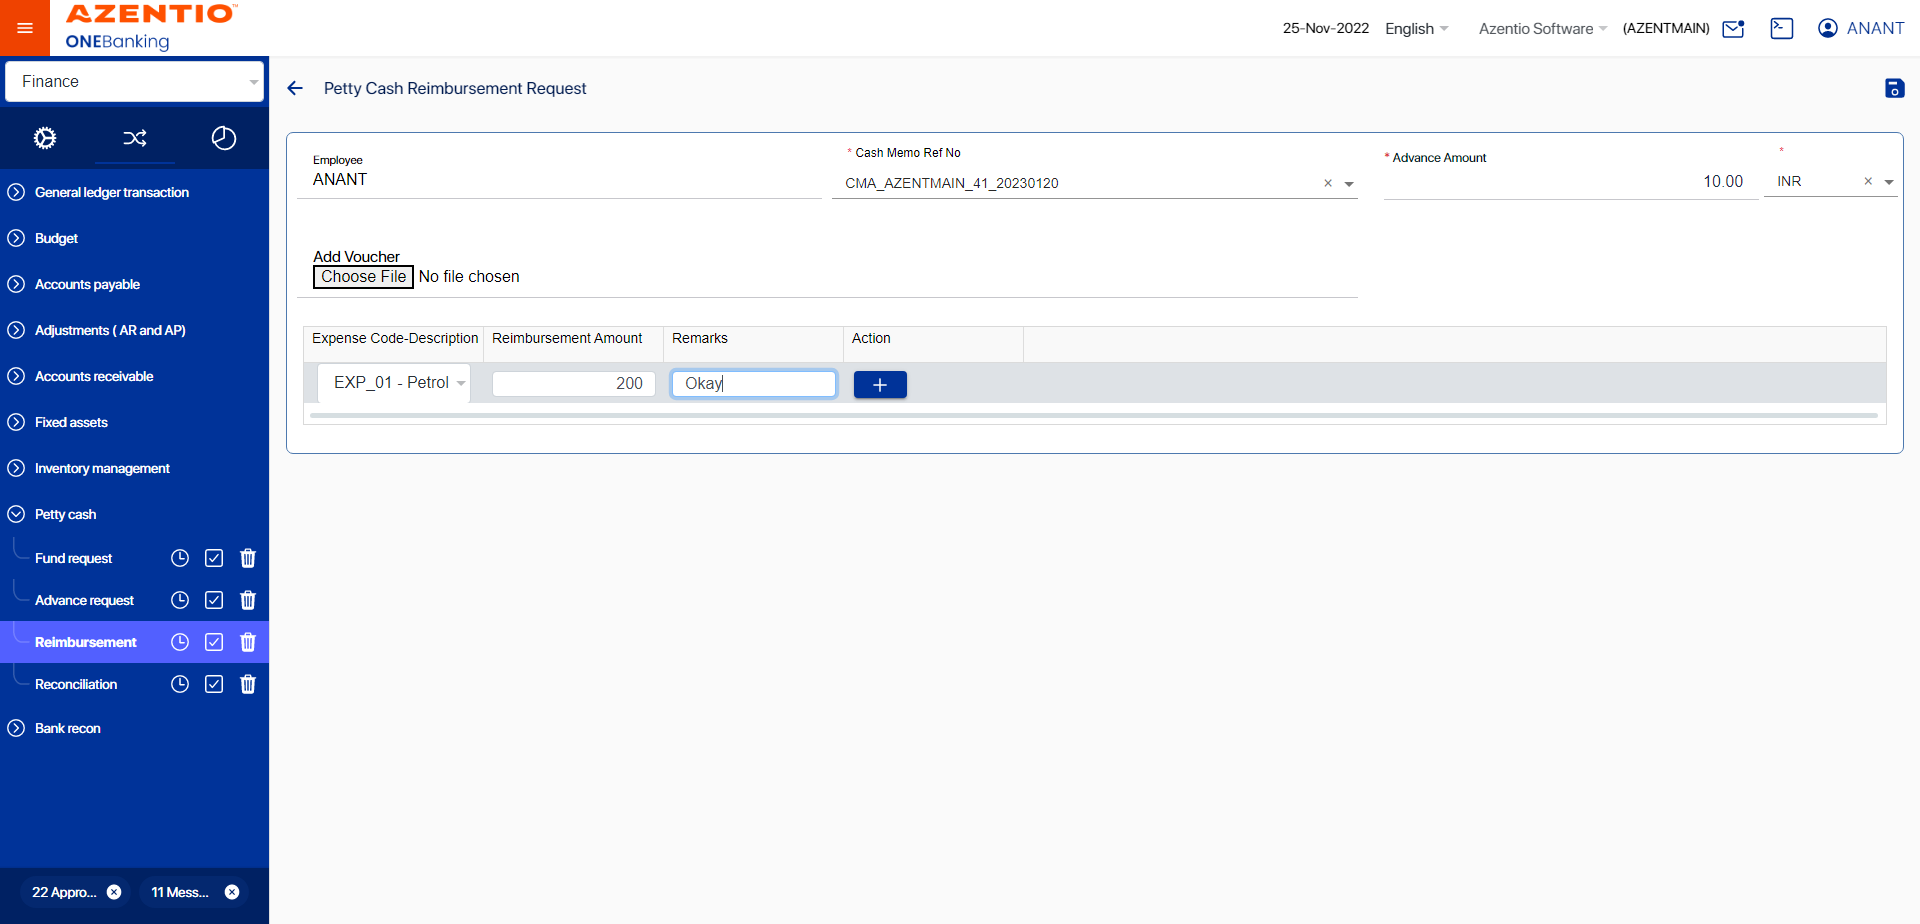 AZENTIO™
ONEBanking
25-Nov-2022 English Azentio Software (AZENTMAIN) ANANT
Finance
Petty Cash Reimbursement Request
General ledger transaction
Budget
Accounts payable
Adjustments ( AR and AP)
Accounts receivable
Fixed assets
Inventory management
Petty cash
Fund request
Advance request
Reimbursement
Reconciliation
Bank recon
22 Appro...
11 Mess...
Employee
ANANT
* Cash Memo Ref No
CMA_AZENTMAIN_41_20230120
* Advance Amount
10.00
*
INR
Add Voucher
Choose File No file chosen
Expense Code-Description Reimbursement Amount Remarks Action
EXP_01 - Petrol 200 Okay